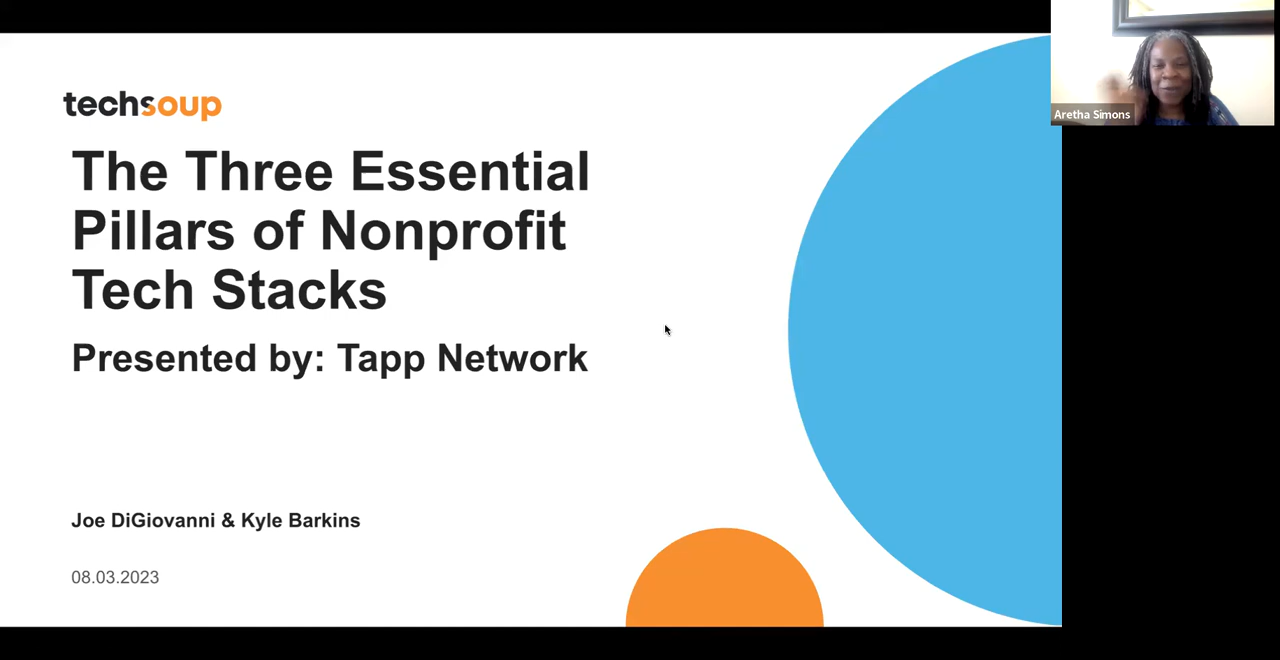 techsoup
The Three Essential
Pillars of Nonprofit
Tech Stacks
Presented by: Tapp Network
Joe DiGiovanni & Kyle Barkins
08.03.2023
Aretha Simons